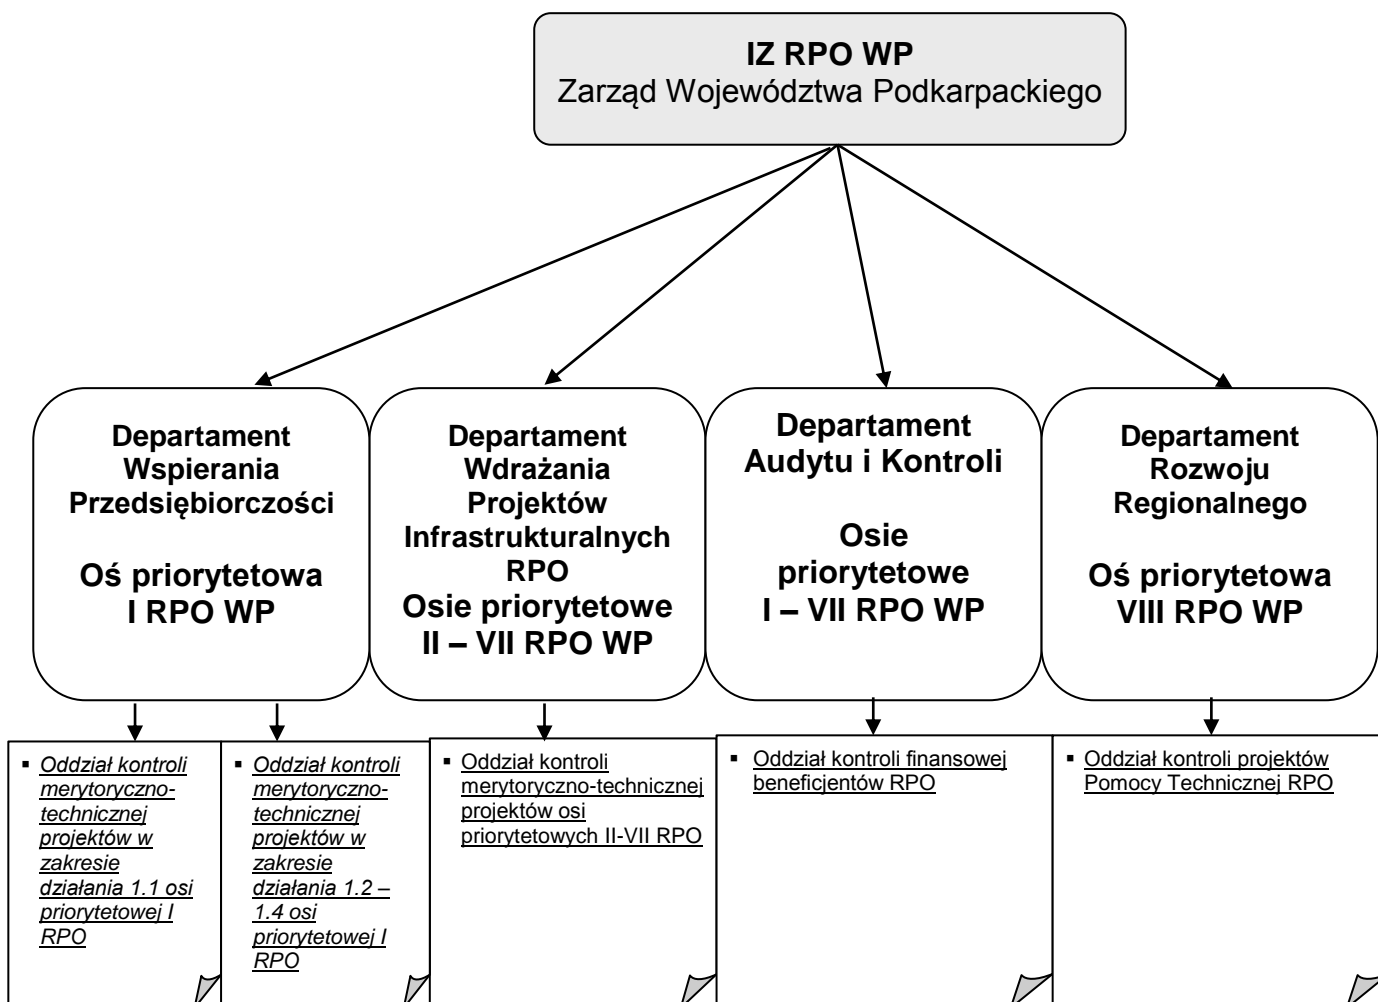 IZ RPO WP
Zarząd Województwa Podkarpackiego
Departament
Wspierania
Przedsiębiorczości
Oś priorytetowa
I RPO WP
Departament
Wdrażania
Projektów
Infrastrukturalnych
RPO
Osie priorytetowe
II – VII RPO WP
Departament
Audytu i Kontroli
Osie
priorytetowe
I – VII RPO WP
Departament
Rozwoju
Regionalnego
Oś priorytetowa
VIII RPO WP
▪ Oddział kontroli
merytoryczno-
technicznej
projektów w
zakresie
działania 1.1 osi
priorytetowej I
RPO
▪ Oddział kontroli
merytoryczno-
technicznej
projektów w
zakresie
działania 1.2 –
1.4 osi
priorytetowej I
RPO
▪ Oddział kontroli
merytoryczno-technicznej
projektów osi
priorytetowych II-VII RPO
▪ Oddział kontroli finansowej
beneficjentów RPO
▪ Oddział kontroli projektów
Pomocy Technicznej RPO